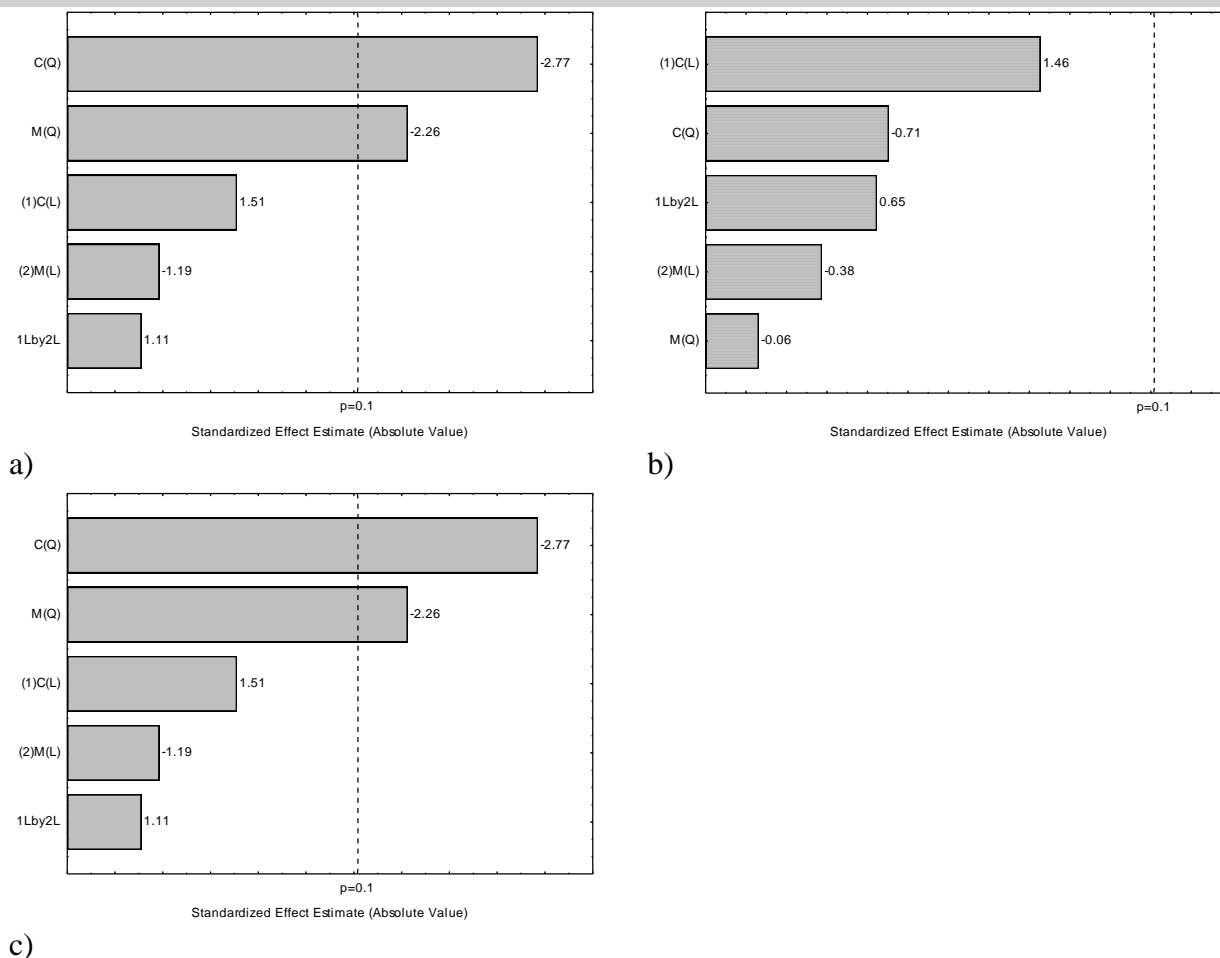 C(Q)
-2.77
M(Q)
-2.26
(1)C(L)
1.51
(2)M(L)
-1.19
1Lby2L
1.11
p=0.1
Standardized Effect Estimate (Absolute Value)
a)
(1)C(L)
1.46
C(Q)
-0.71
1Lby2L
0.65
(2)M(L)
-0.38
M(Q)
-0.06
p=0.1
Standardized Effect Estimate (Absolute Value)
b)
C(Q)
-2.77
M(Q)
-2.26
(1)C(L)
1.51
(2)M(L)
-1.19
1Lby2L
1.11
p=0.1
Standardized Effect Estimate (Absolute Value)
c)